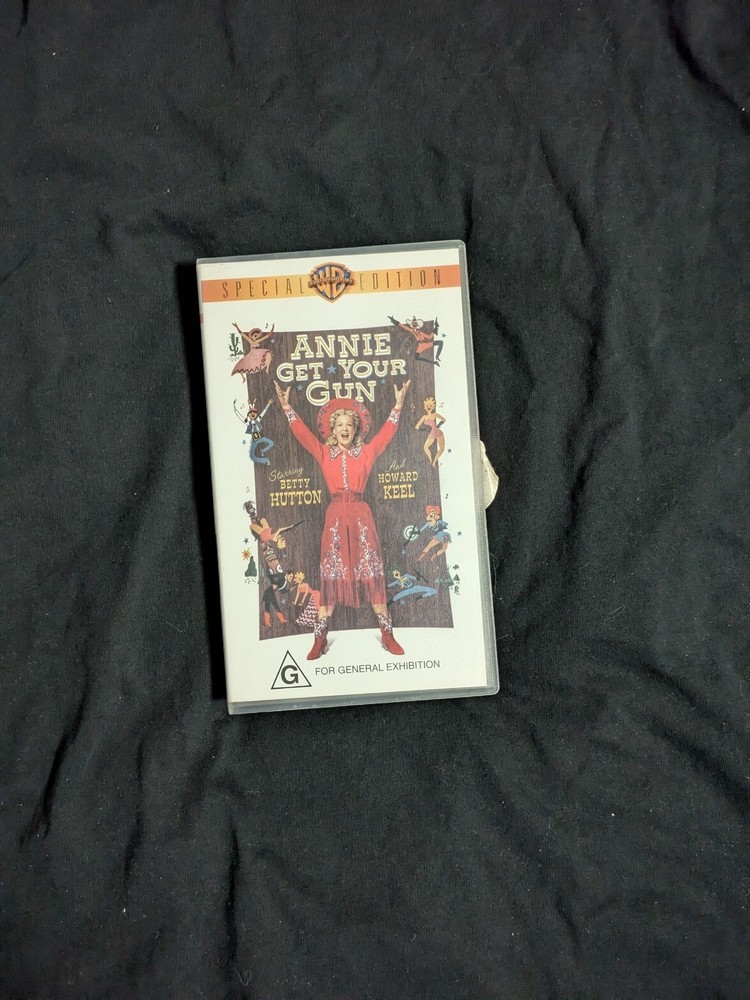 SPECIAL WB EDITION
ANNIE
GET YOUR
GUN
Starring
BETTY
HUTTON
And
HOWARD
KEEL
G FOR GENERAL EXHIBITION